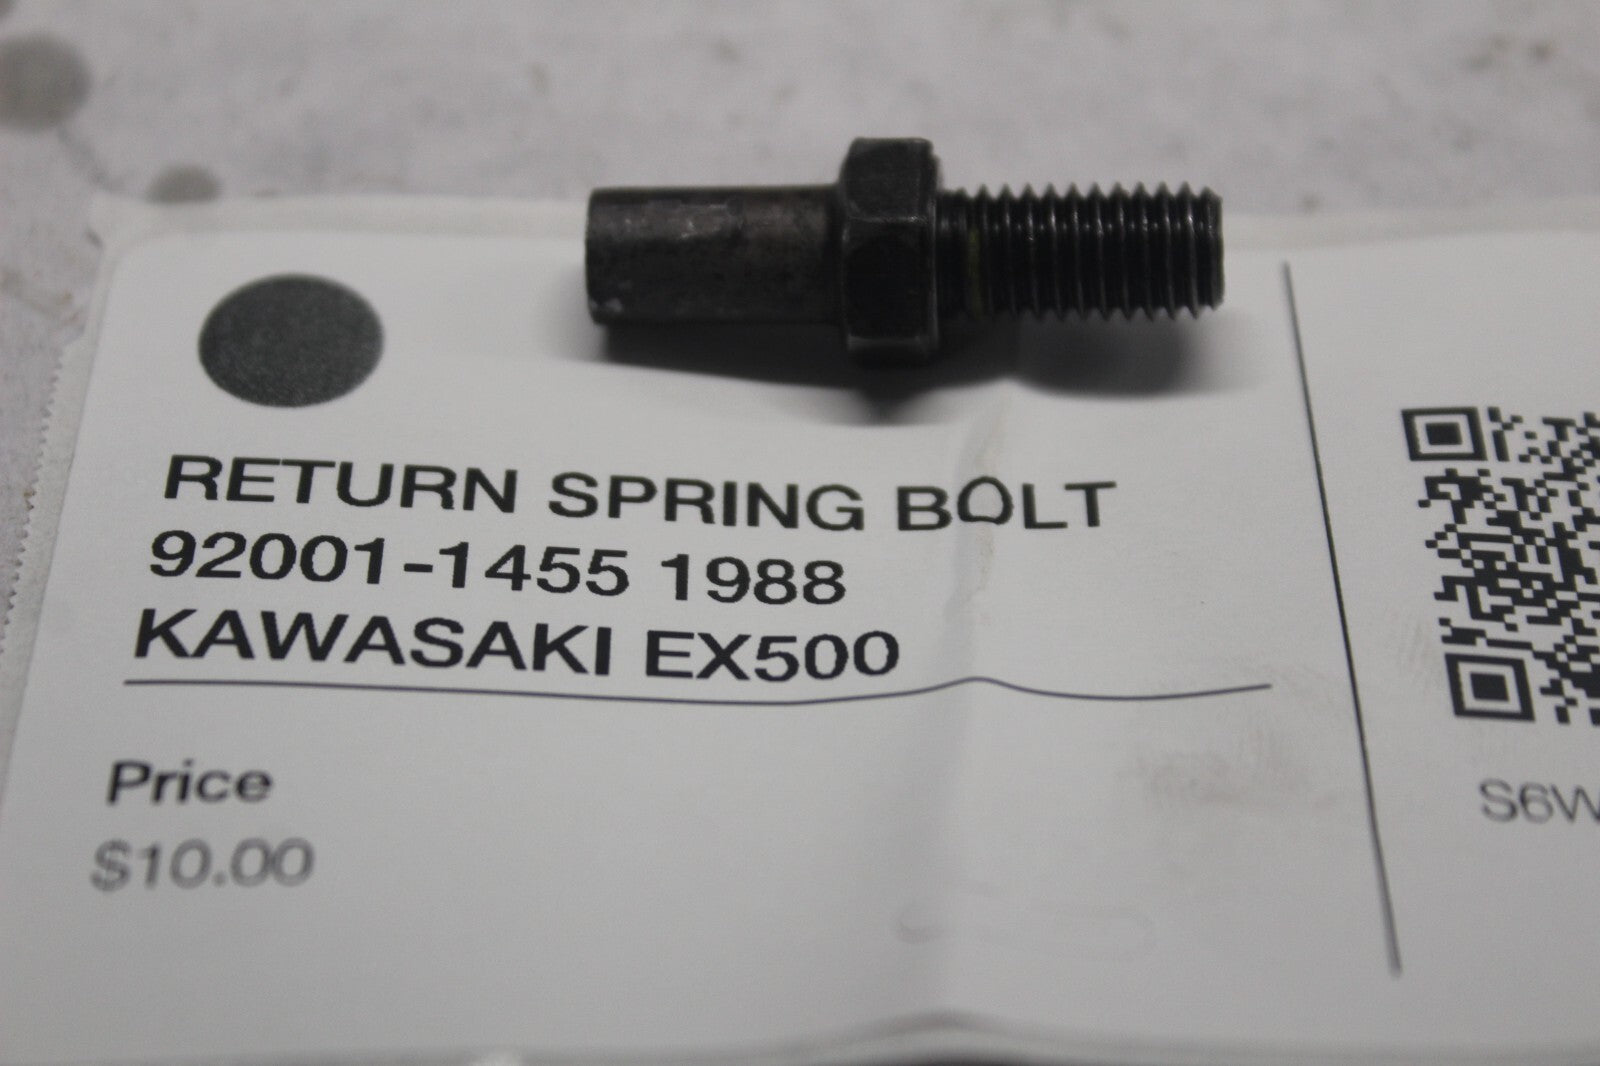 RETURN SPRING BOLT
92001-1455 1988
KAWASAKI EX500
Price
$10.00
S6W